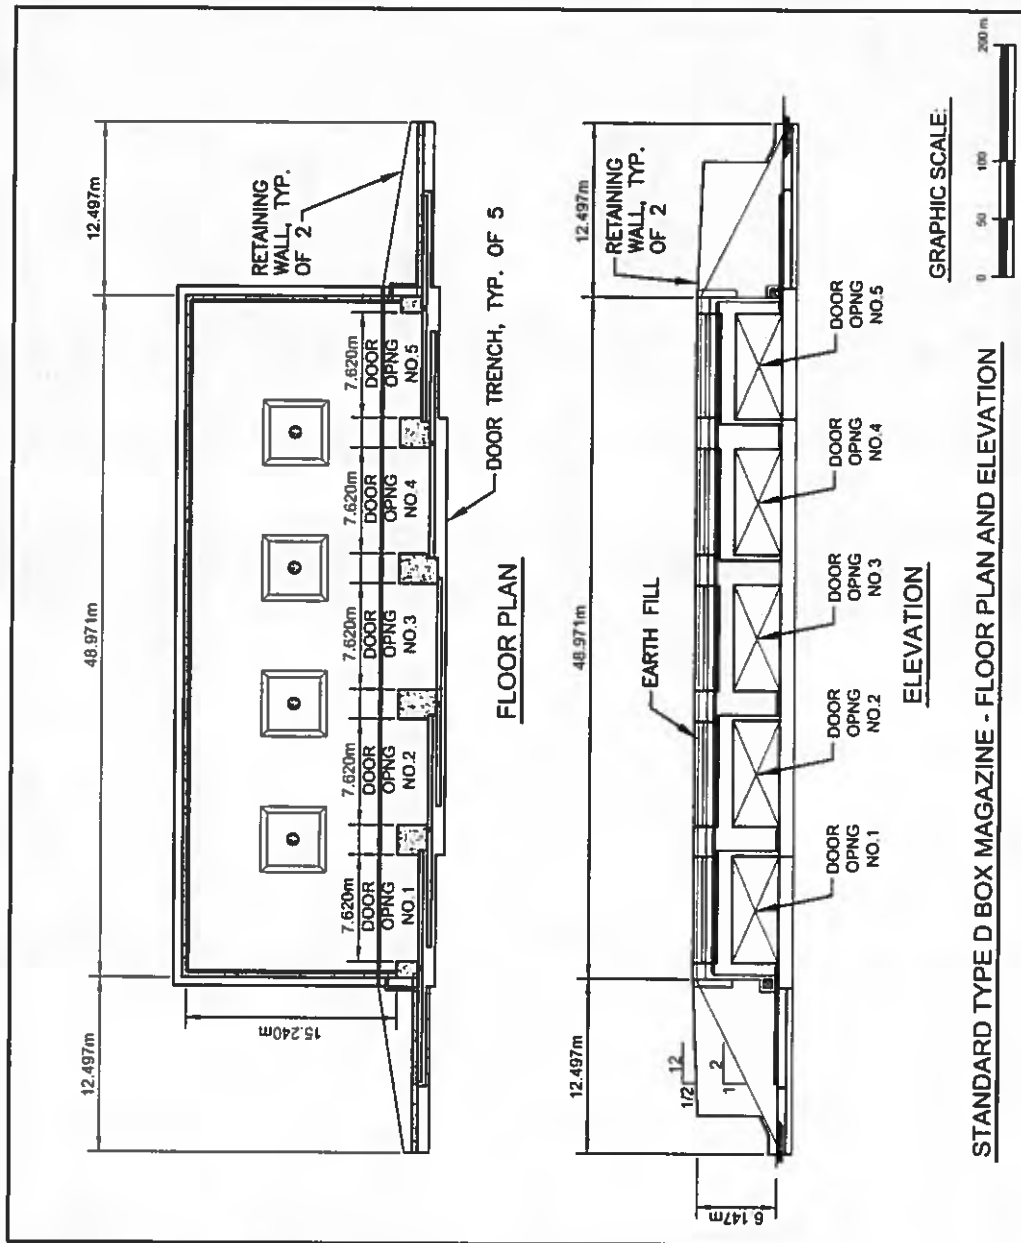 12.497m
48.971m
12.497m
15.240m
RETAINING
WALL, TYP.
OF 2
7.620m
DOOR
OPNG
NO.1
7.620m
DOOR
OPNG
NO.2
7.620m
DOOR
OPNG
NO.3
7.620m
DOOR
OPNG
NO.4
7.620m
DOOR
OPNG
NO.5
DOOR TRENCH, TYP. OF 5
FLOOR PLAN
12.497m
48.971m
12.497m
EARTH FILL
RETAINING
WALL, TYP.
OF 2
12
1/2
2
1
6.147m
DOOR
OPNG
NO.1
DOOR
OPNG
NO.2
DOOR
OPNG
NO 3
DOOR
OPNG
NO.4
DOOR
OPNG
NO.5
ELEVATION
GRAPHIC SCALE:
0 50 100 200 m
STANDARD TYPE D BOX MAGAZINE - FLOOR PLAN AND ELEVATION